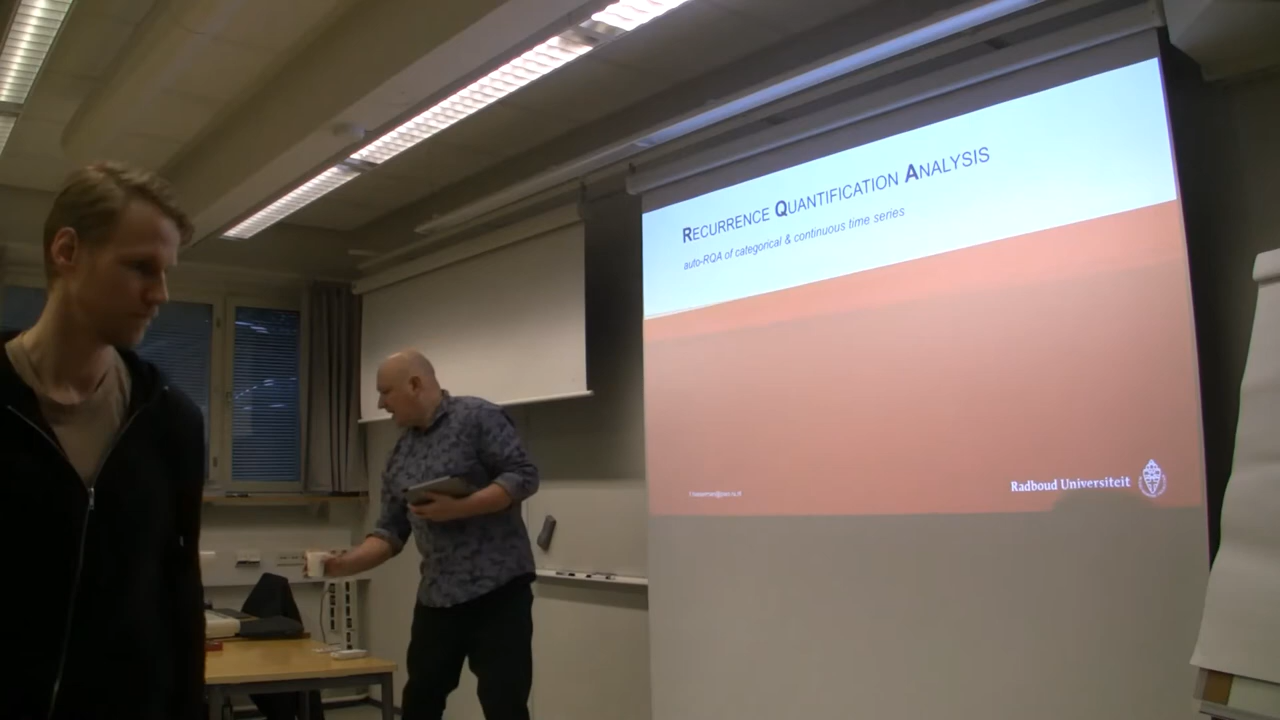 RECURRENCE QUANTIFICATION ANALYSIS
auto-RQA of categorical & continuous time series
Radboud Universiteit